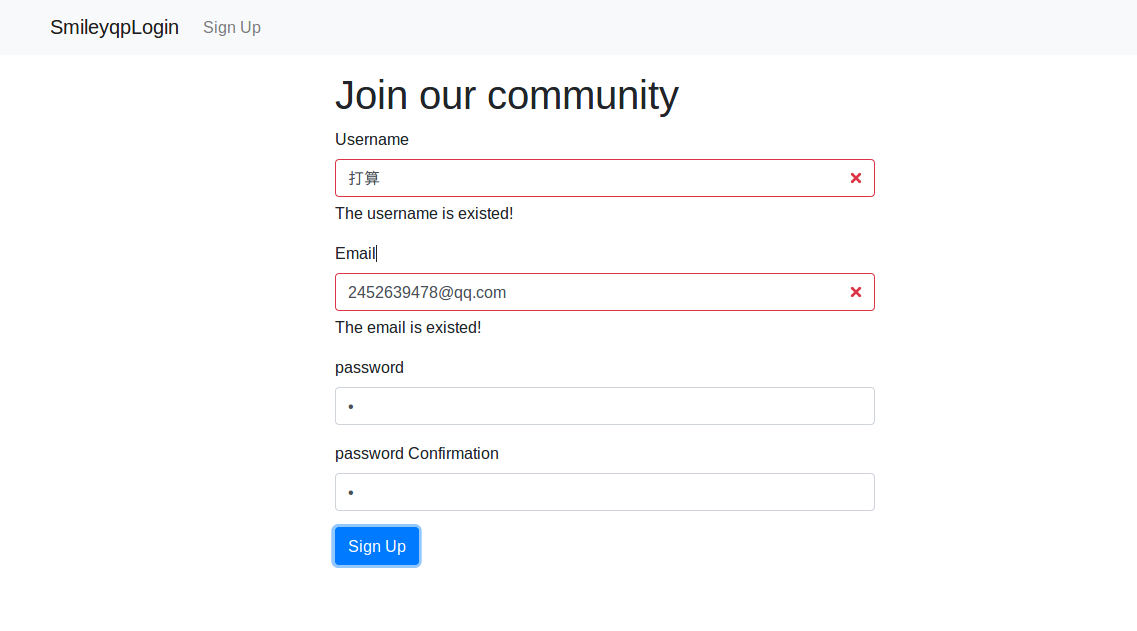 SmileyqpLogin Sign Up
Join our community
Username
打算
The username is existed!
Email
2452639478@qq.com
The email is existed!
password
•
password Confirmation
•
Sign Up